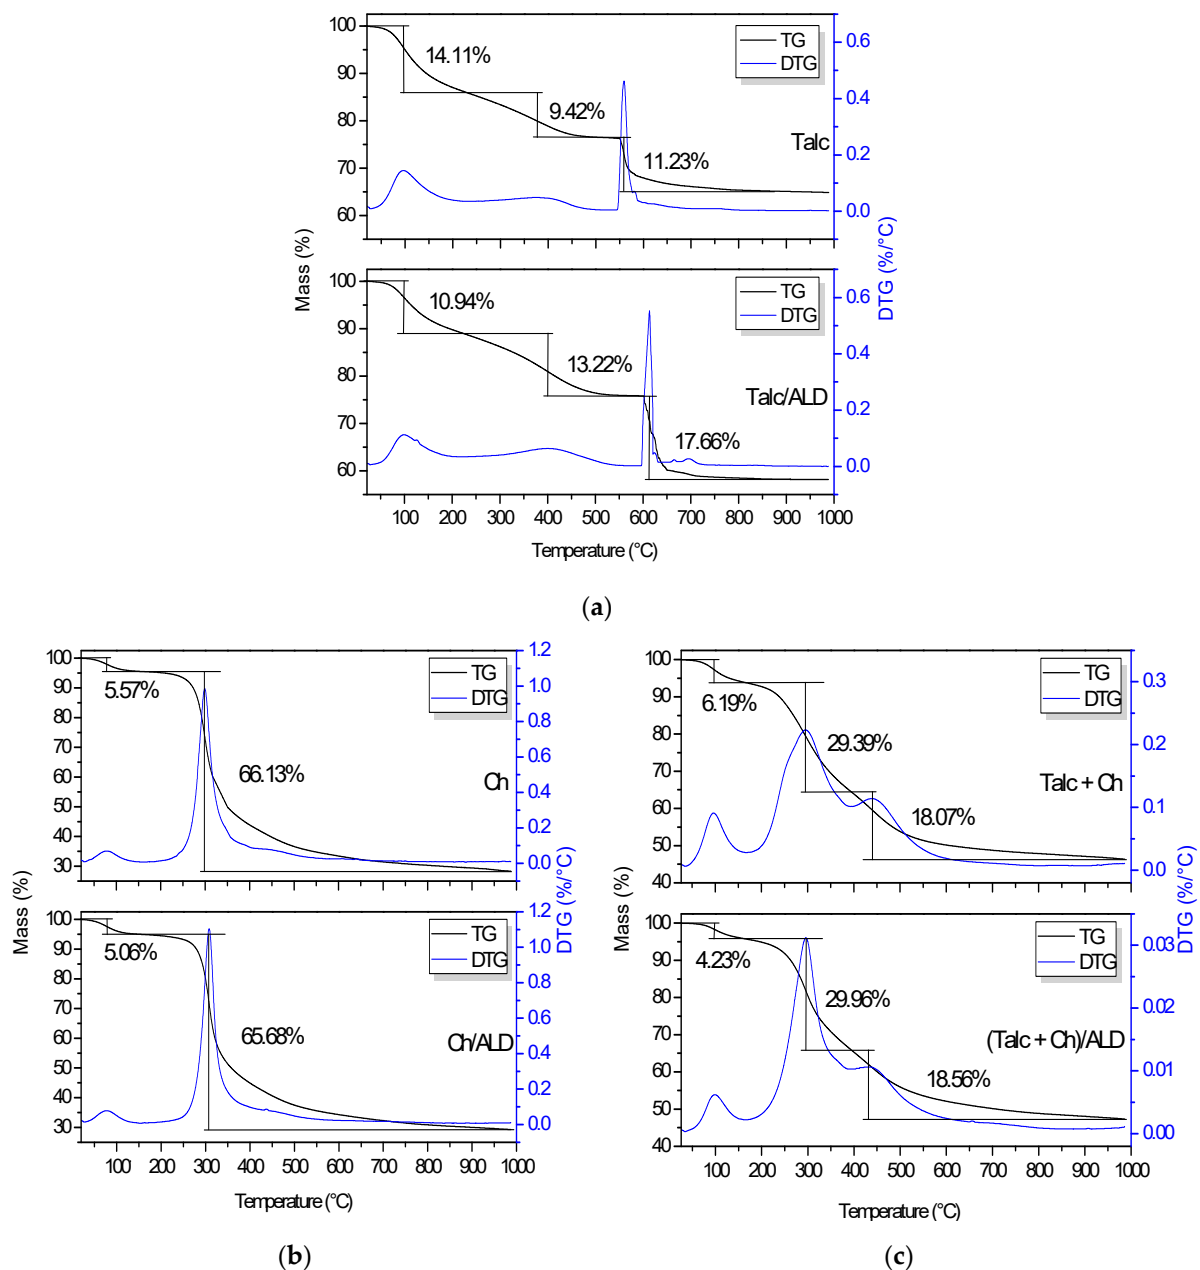 100
90
80
70
60
14.11%
9.42%
11.23%
TG
DTG
Talc
0.6
0.4
0.2
0.0
100 200 300 400 500 600 700 800 900 1000
Mass (%)
DTG (%/°C)
100
90
80
70
60
10.94%
13.22%
17.66%
TG
DTG
Talc/ALD
0.6
0.4
0.2
0.0
100 200 300 400 500 600 700 800 900 1000
Temperature (°C)
(a)
100
90
80
70
60
50
40
30
5.57%
66.13%
TG
DTG
Ch
1.2
1.0
0.8
0.6
0.4
0.2
0.0
Mass (%)
DTG (%/°C)
100
90
80
70
60
50
40
30
5.06%
65.68%
TG
DTG
Ch/ALD
1.2
1.0
0.8
0.6
0.4
0.2
0.0
100 200 300 400 500 600 700 800 900 1000
Temperature (°C)
(b)
100
90
80
70
60
50
40
6.19%
29.39%
18.07%
TG
DTG
Talc + Ch
0.3
0.2
0.1
0.0
Mass (%)
DTG (%/°C)
100
90
80
70
60
50
40
4.23%
29.96%
18.56%
TG
DTG
(Talc + Ch)/ALD
0.03
0.02
0.01
0.00
100 200 300 400 500 600 700 800 900 1000
Temperature (°C)
(c)